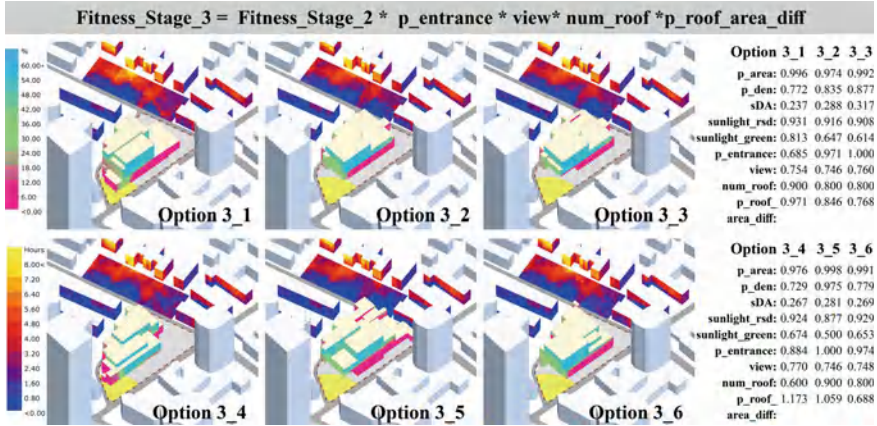 Fitness_Stage_3 = Fitness_Stage_2 * p_entrance * view* num_roof *p_roof_area_diff
%
60.00<
48.00
42.00
36.00
30.00
24.00
18.00
12.00
6.00
<0.00
Option 3_1
Option 3_2
Option 3_3
Option 3_1 3_2 3_3
p_area: 0.996 0.974 0.992
p_den: 0.772 0.835 0.877
sDA: 0.237 0.288 0.317
sunlight_rsd: 0.931 0.916 0.908
sunlight_green: 0.813 0.647 0.614
p_entrance: 0.685 0.971 1.000
view: 0.754 0.746 0.760
num_roof: 0.900 0.800 0.800
p_roof_ 0.971 0.846 0.768
area_diff:
Hours
8.00<
7.20
6.40
5.60
4.80
4.00
3.20
2.40
1.60
0.80
<0.00
Option 3_4
Option 3_5
Option 3_6
Option 3_4 3_5 3_6
p_area: 0.976 0.998 0.991
p_den: 0.729 0.975 0.779
sDA: 0.267 0.281 0.269
sunlight_rsd: 0.924 0.877 0.929
sunlight_green: 0.674 0.500 0.653
p_entrance: 0.884 1.000 0.974
view: 0.770 0.746 0.748
num_roof: 0.600 0.900 0.800
p_roof_ 1.173 1.059 0.688
area_diff: